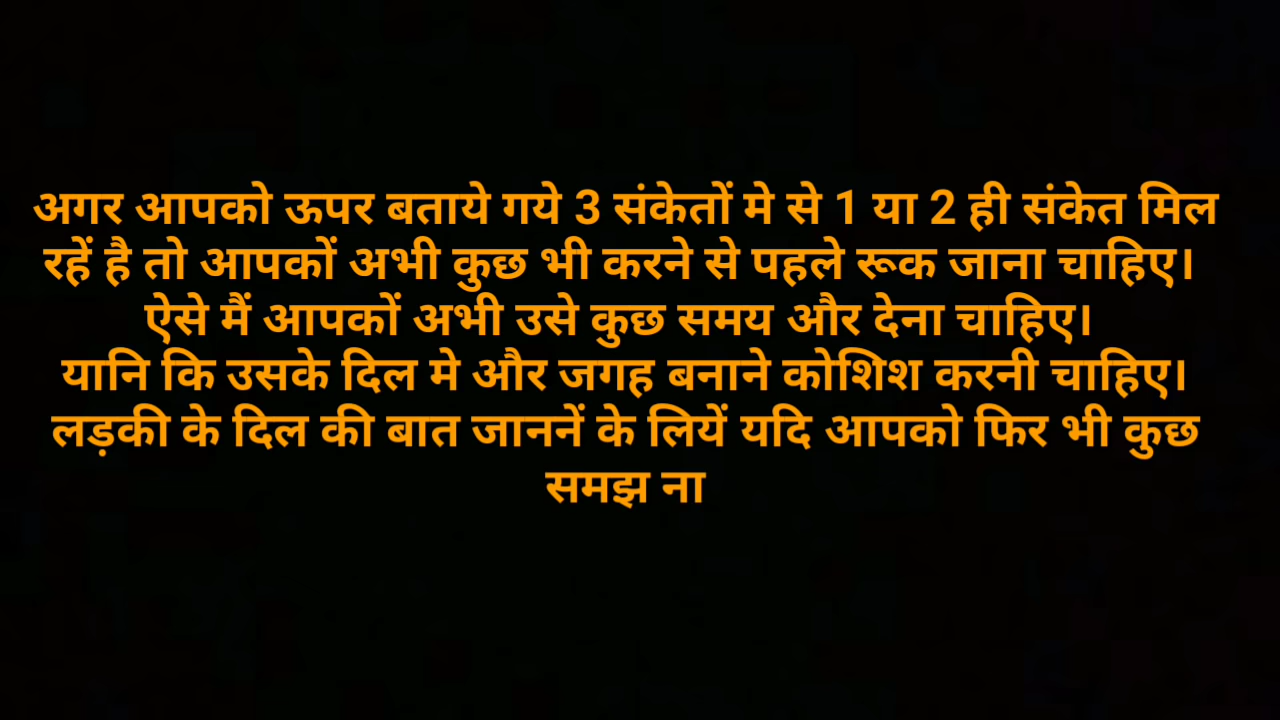 अगर आपको ऊपर बताये गये 3 संकेतों मे से 1 या 2 ही संकेत मिल
रहें है तो आपकों अभी कुछ भी करने से पहले रूक जाना चाहिए।
ऐसे मैं आपकों अभी उसे कुछ समय और देना चाहिए।
यानि कि उसके दिल मे और जगह बनाने कोशिश करनी चाहिए।
लड़की के दिल की बात जाननें के लियें यदि आपको फिर भी कुछ
समझ ना